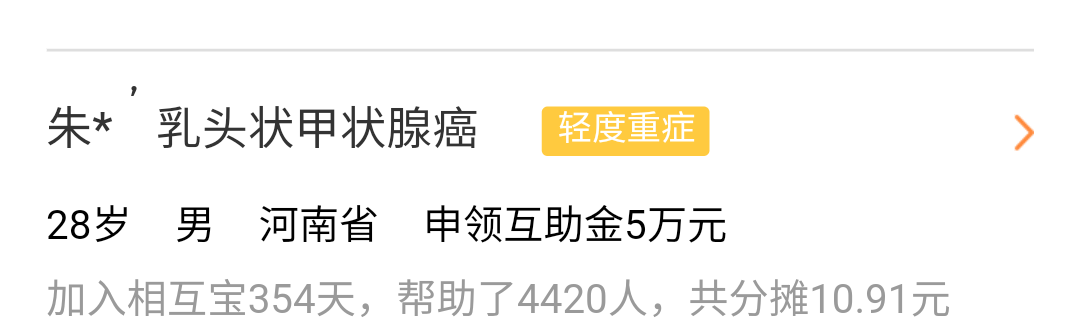 朱* ，乳头状甲状腺癌 轻度重症
28岁 男 河南省 申领互助金5万元
加入相互宝354天，帮助了4420人，共分摊10.91元